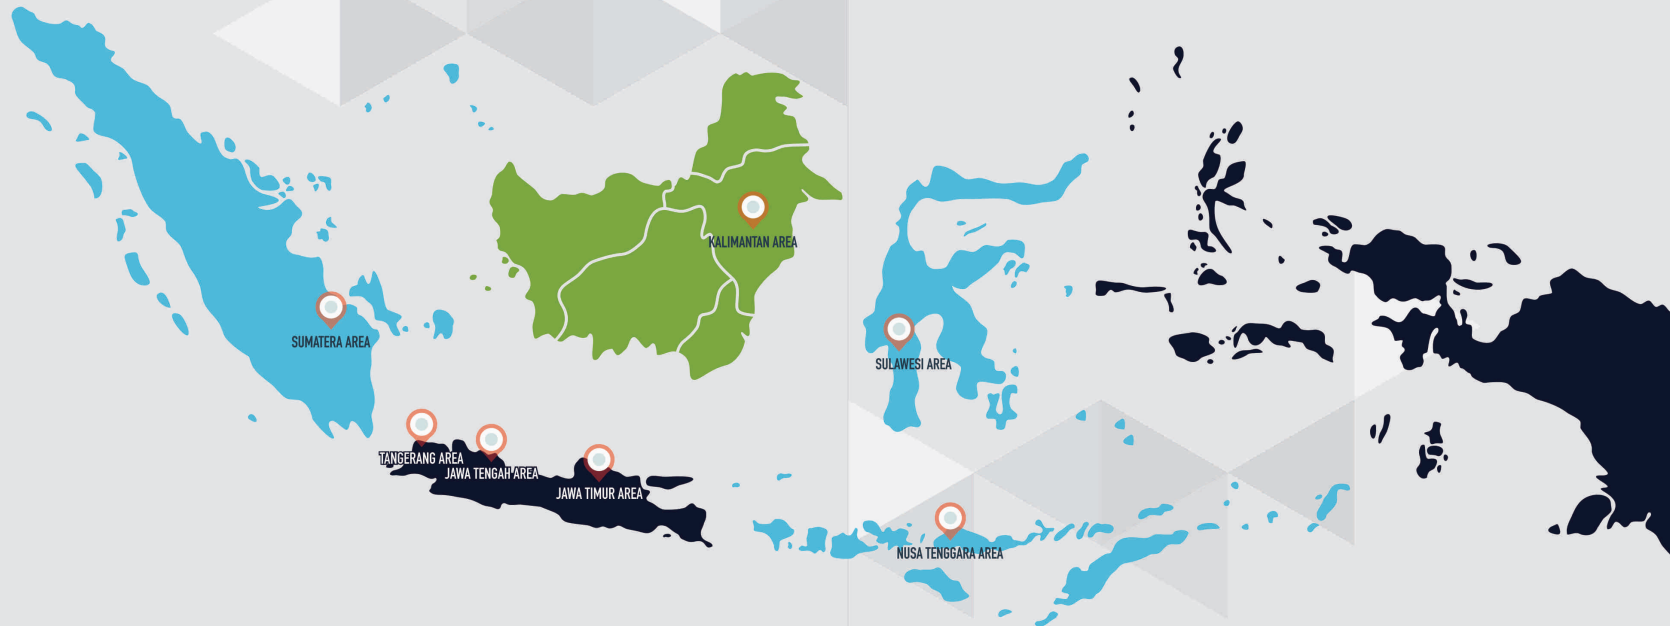 KALIMANTAN AREA
SUMATERA AREA
SULAWESI AREA
TANGERANG AREA
JAWA TENGAH AREA
JAWA TIMUR AREA
NUSA TENGGARA AREA